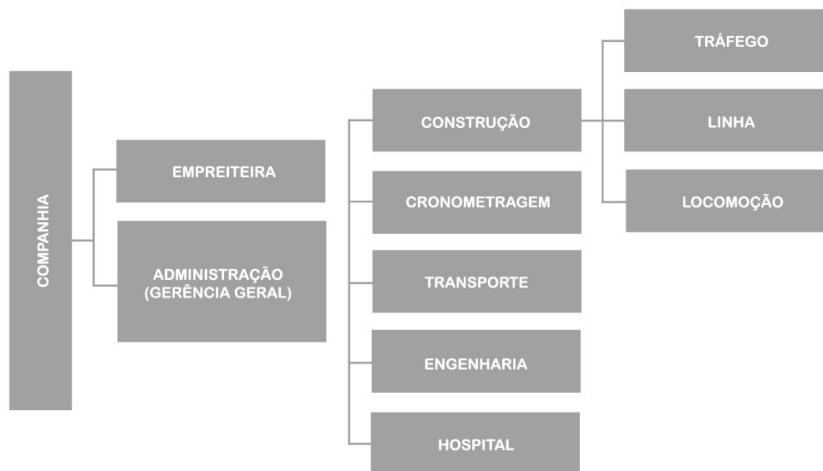 COMPANHIA
EMPREITEIRA
ADMINISTRAÇÃO
(GERÊNCIA GERAL)
CONSTRUÇÃO
CRONOMETRAGEM
TRANSPORTE
ENGENHARIA
HOSPITAL
TRÁFEGO
LINHA
LOCOMOÇÃO